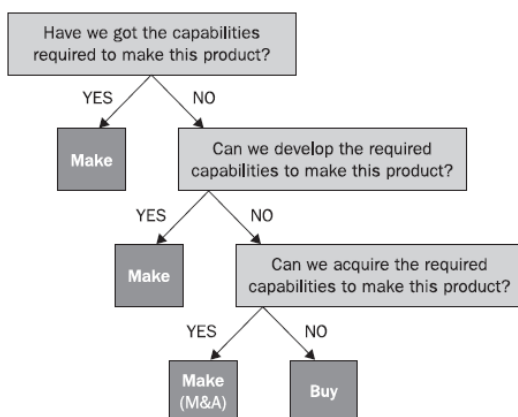 Have we got the capabilities
required to make this product?
YES
NO
Make
Can we develop the required
capabilities to make this product?
YES
NO
Make
Can we acquire the required
capabilities to make this product?
YES
NO
Make
(M&A)
Buy